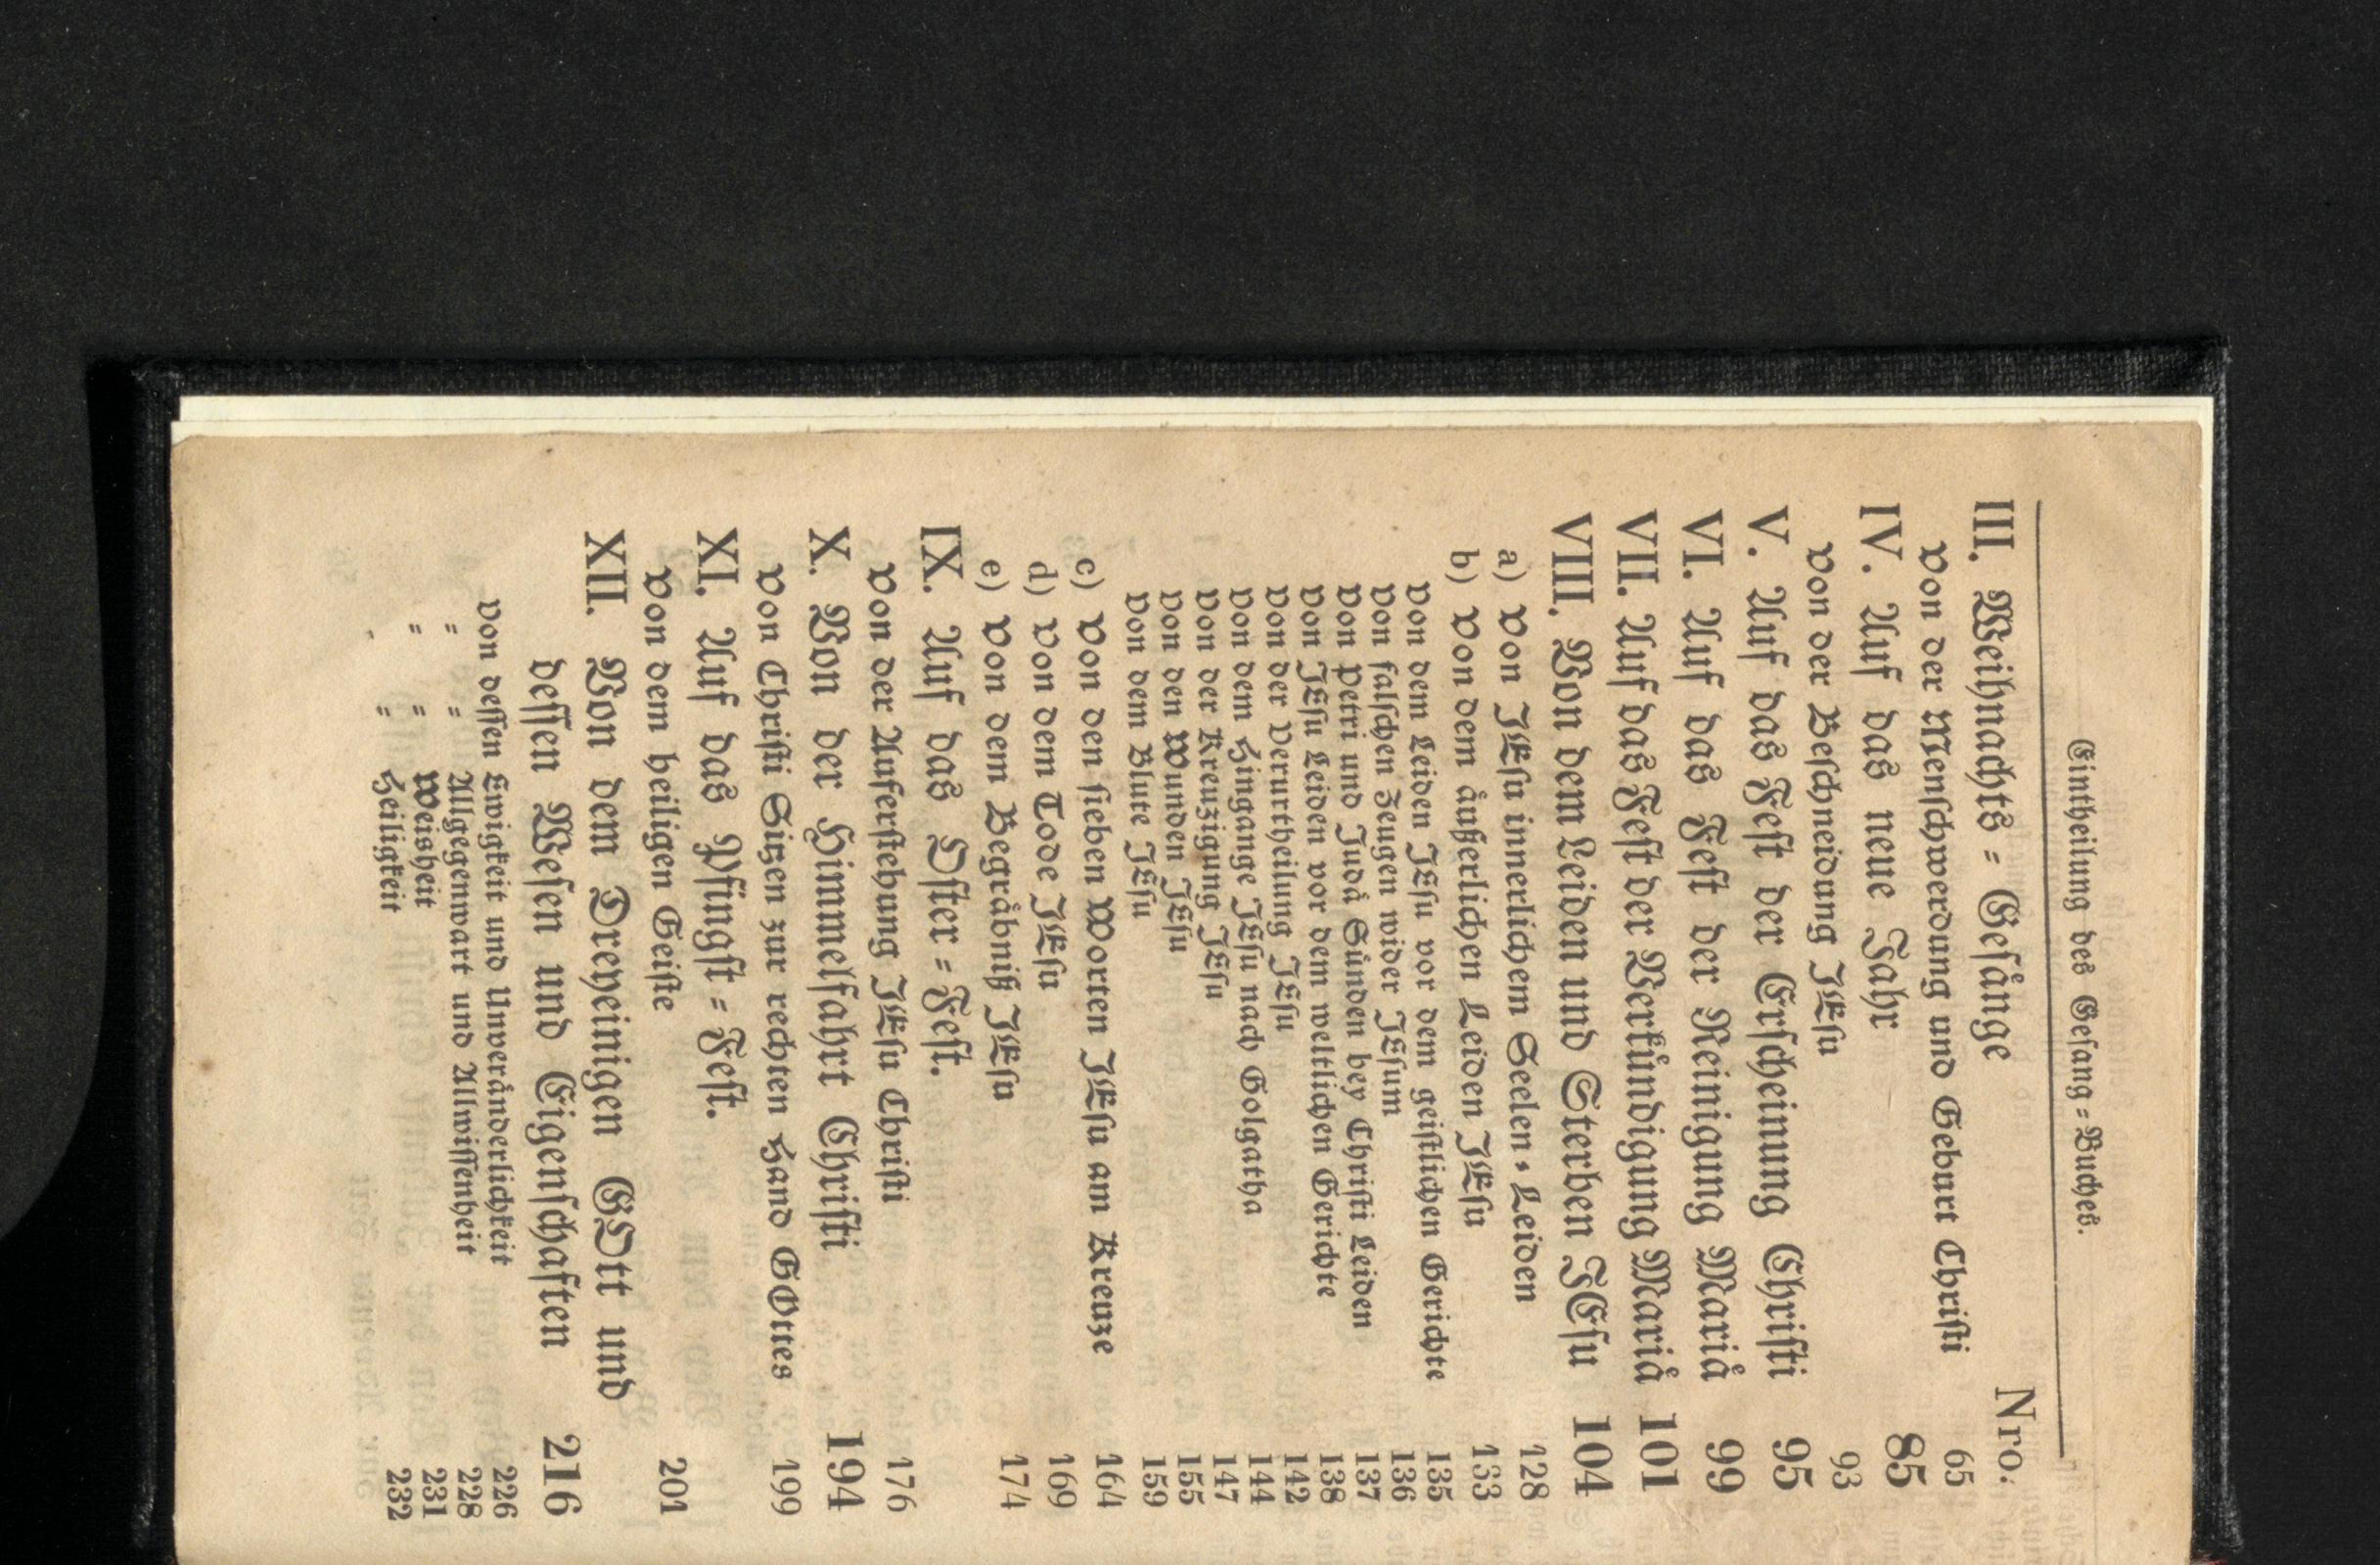 Eintheilung des Gesang=Buches.
Nro.
III. Weihnachts = Gesånge
Von der Menschwerdung und Geburt Christi 65
IV. Auf das neue Jahr 85
Von der Beschneidung JEsu 93
V. Auf das Fest der Erscheinung Christi 95
VI. Auf das Fest der Reinigung Mariå 99
VII. Auf das Fest der Verkůndigung Mariå 101
VIII. Von dem Leiden und Sterben JEsu 104
a) Von JEsu innerlichem Seelen=Leiden 128
b) Von dem åußerlichen Leiden JEsu 133
Von dem Leiden JEsu vor dem geistlichen Gerichte 135
Von falschen Zeugen wider JEsum 136
Von Petri und Judå Sůnden bey Christi Leiden 137
Von JEsu Leiden vor dem weltlichen Gerichte 138
Von der Verurtheilung JEsu 142
Von dem Hingange JEsu nach Golgatha 144
Von der Kreuzigung JEsu 147
Von den Wunden JEsu 155
Von dem Blute JEsu 159
c) Von den sieben Worten JEsu am Kreuze 164
d) Von dem Tode JEsu 169
e) Von dem Begråbniß JEsu 174
IX. Auf das Oster = Fest.
Von der Auferstehung JEsu Christi 176
X. Von der Himmelfahrt Christi 194
Von Christi Sizen zur rechten Hand GOttes 199
XI. Auf das Pfingst = Fest.
Von dem heiligen Geiste 201
XII. Von dem Dreyeinigen GOtt und
dessen Wesen und Eigenschaften 216
Von dessen Ewigkeit und Unverånderlichkeit 226
" " Allgegenwart und Allwissenheit 228
" " Weisheit 231
" " Heiligkeit 232